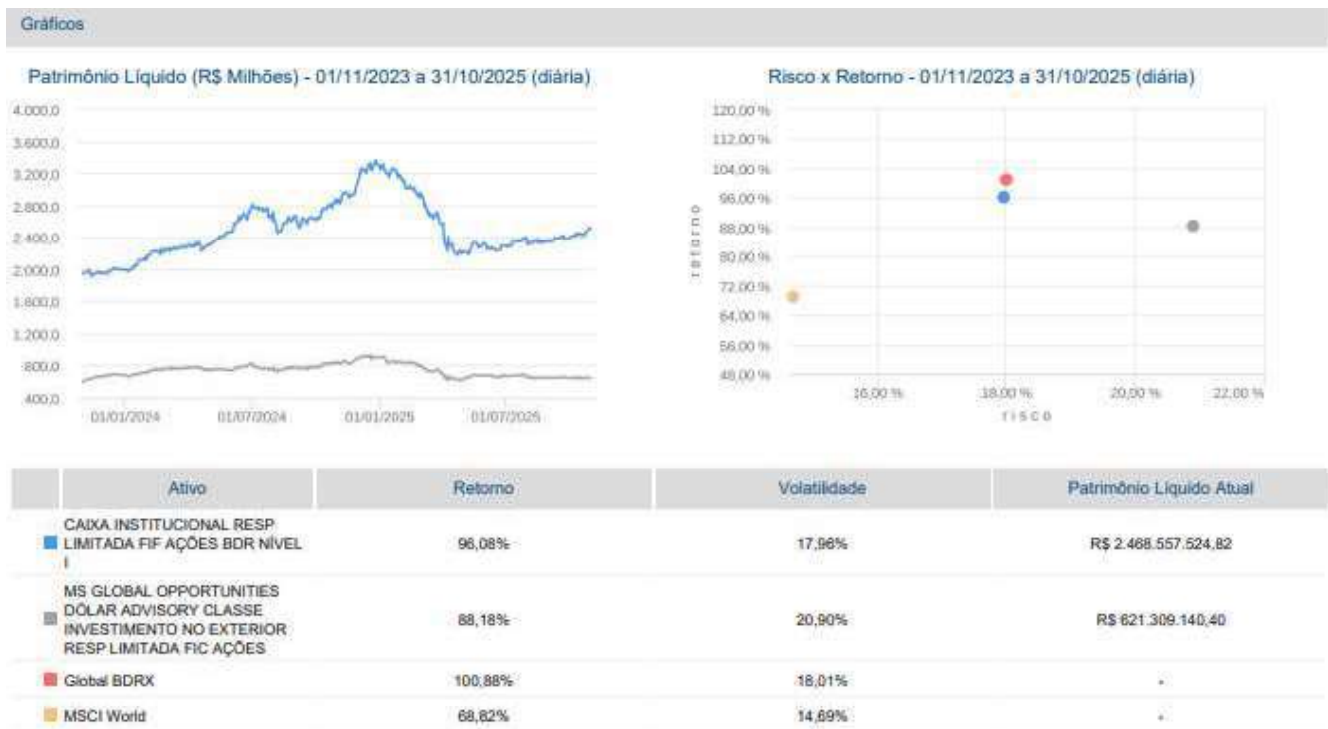 Gráficos
Patrimônio Líquido (R$ Milhões) - 01/11/2023 a 31/10/2025 (diária)
4.000,0
3.600,0
3.200,0
2.800,0
2.400,0
2.000,0
1.600,0
1.200,0
800,0
400,0
01/01/2024
01/07/2024
01/01/2025
01/07/2025
Risco x Retorno - 01/11/2023 a 31/10/2025 (diária)
120,00 %
112,00 %
104,00 %
96,00 %
88,00 %
80,00 %
72,00 %
64,00 %
56,00 %
48,00 %
retorno
16,00 %
18,00 %
20,00 %
22,00 %
risco
Ativo Retorno Volatilidade Patrimônio Líquido Atual
CAIXA INSTITUCIONAL RESP
LIMITADA FIF AÇÕES BDR NÍVEL
I
96,08% 17,96% R$ 2.468.557.524,82
MS GLOBAL OPPORTUNITIES
DÓLAR ADVISORY CLASSE
INVESTIMENTO NO EXTERIOR
RESP LIMITADA FIC AÇÕES
88,18% 20,90% R$ 621.309.140,40
Global BDRX 100,88% 18,01% -
MSCI World 68,82% 14,69% -